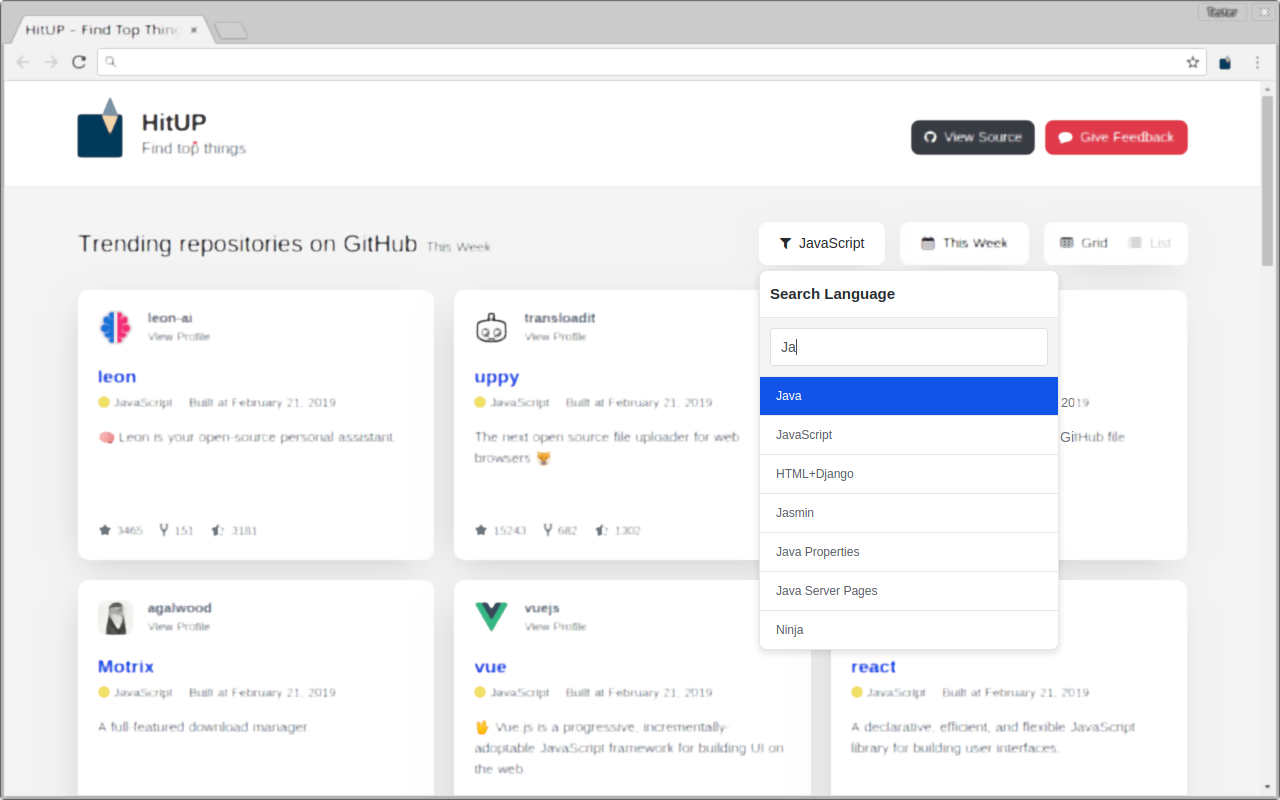 HitUP - Find Top Thin
HitUP
Find top things
View Source
Give Feedback
Trending repositories on GitHub This Week
JavaScript
This Week
Grid
List
Search Language
Ja
Java
JavaScript
HTML+Django
Jasmin
Java Properties
Java Server Pages
Ninja
leon-ai
View Profile
leon
JavaScript Built at February 21, 2019
Leon is your open-source personal assistant.
3465 151 3181
transloadit
View Profile
uppy
JavaScript Built at February 21, 2019
The next open source file uploader for web
browsers
15243 682 1302
2019
GitHub file
agalwood
View Profile
Motrix
JavaScript Built at February 21, 2019
A full-featured download manager
vuejs
View Profile
vue
JavaScript Built at February 21, 2019
Vue.js is a progressive, incrementally-
adoptable JavaScript framework for building UI on
the web
react
JavaScript Built at February 21, 2019
A declarative, efficient, and flexible JavaScript
library for building user interfaces.